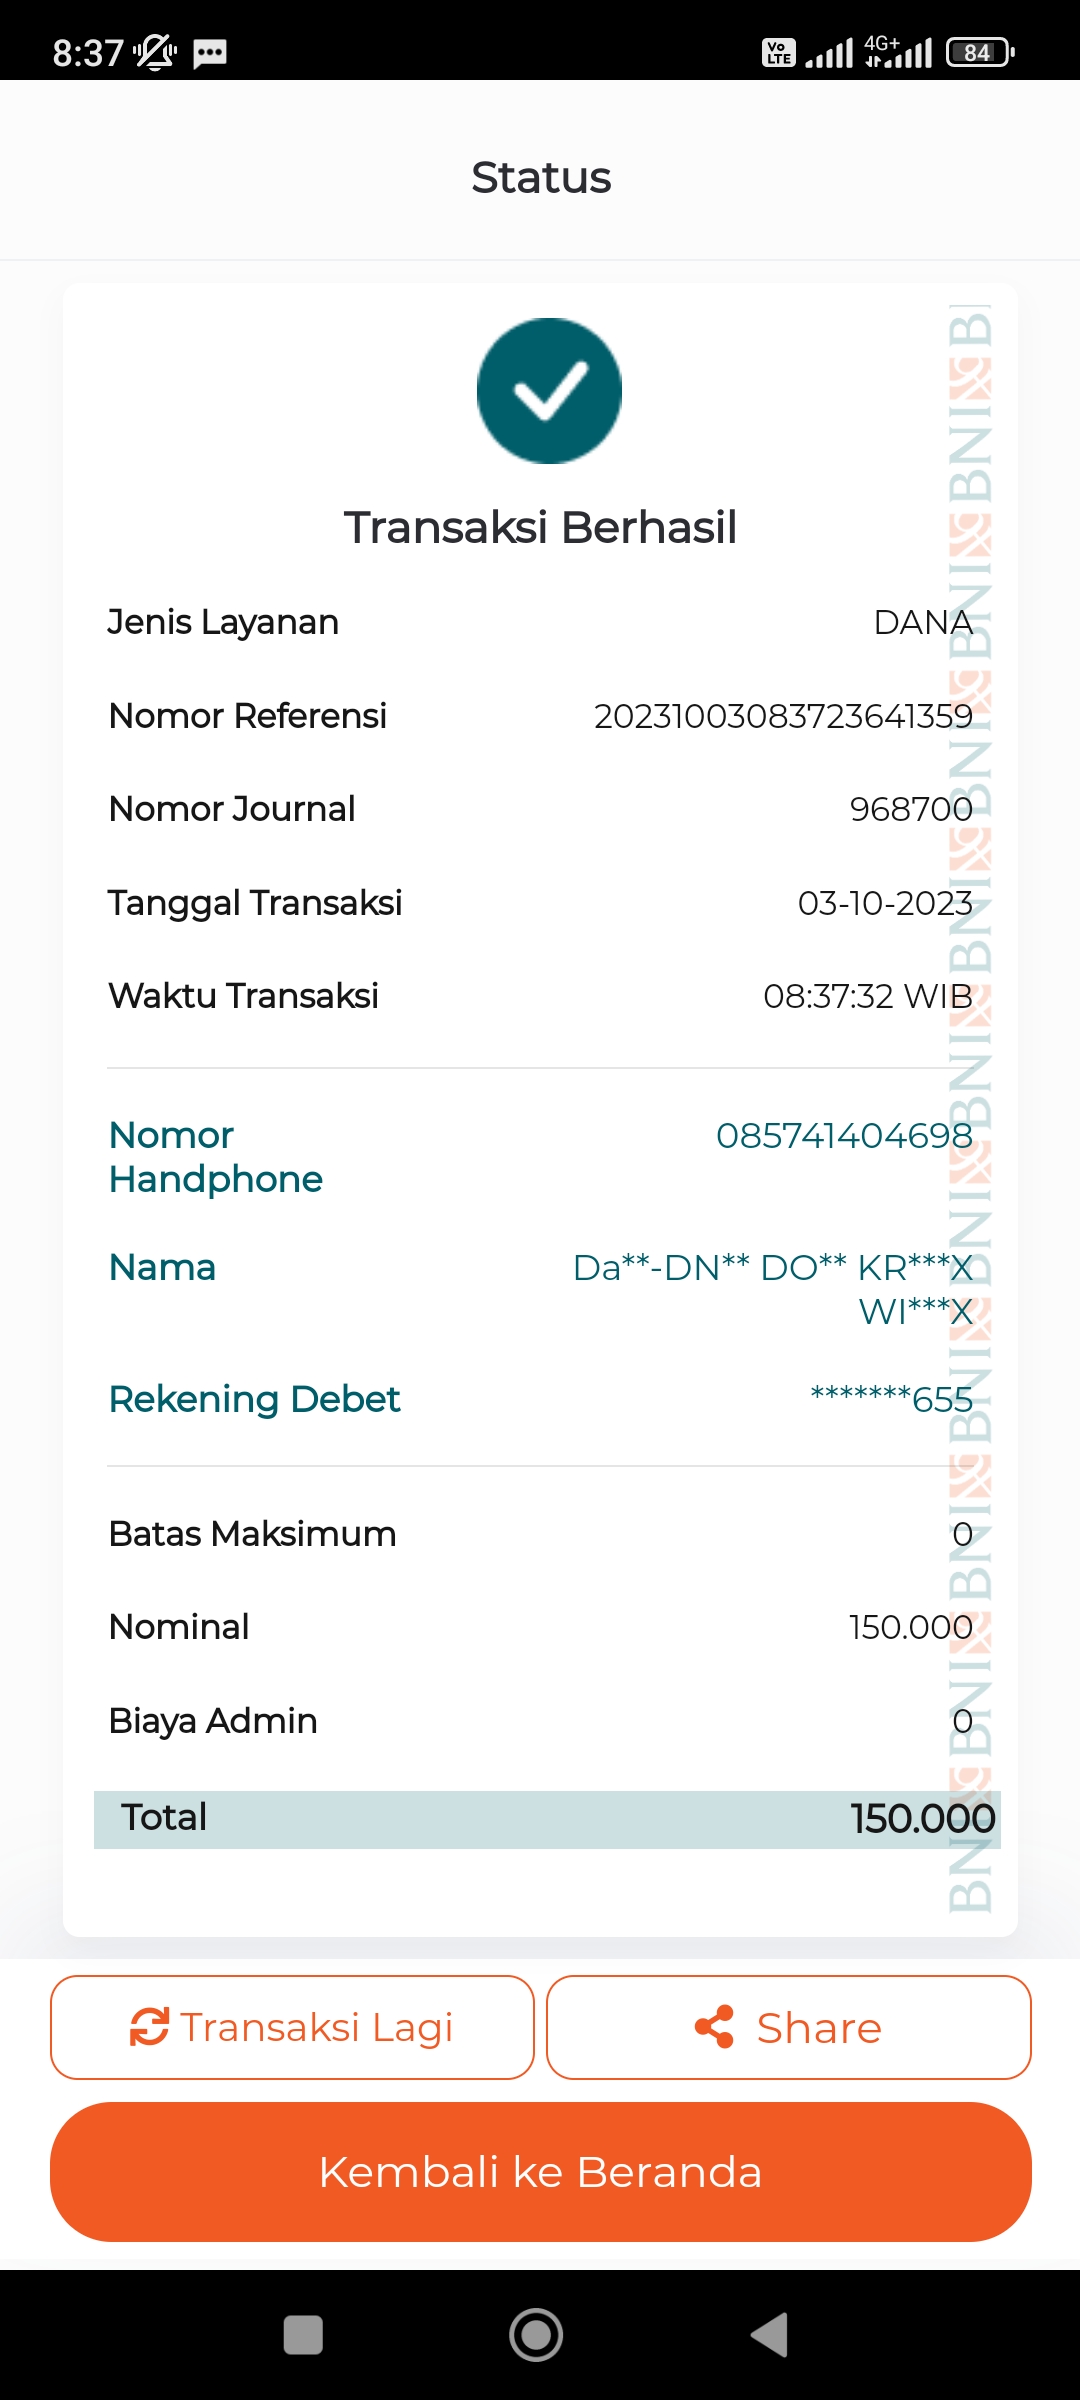 8:37 Vo LTE 4G+ 84
Status
Transaksi Berhasil
Jenis Layanan DANA
Nomor Referensi 20231003083723641359
Nomor Journal 968700
Tanggal Transaksi 03-10-2023
Waktu Transaksi 08:37:32 WIB
Nomor 085741404698
Handphone
Nama Da**-DN** DO** KR***X
WI***X
Rekening Debet *******655
Batas Maksimum 0
Nominal 150.000
Biaya Admin 0
Total 150.000
BNI BNI BNI BNI BNI BNI BNI BNI BNI BNI B
Transaksi Lagi Share
Kembali ke Beranda